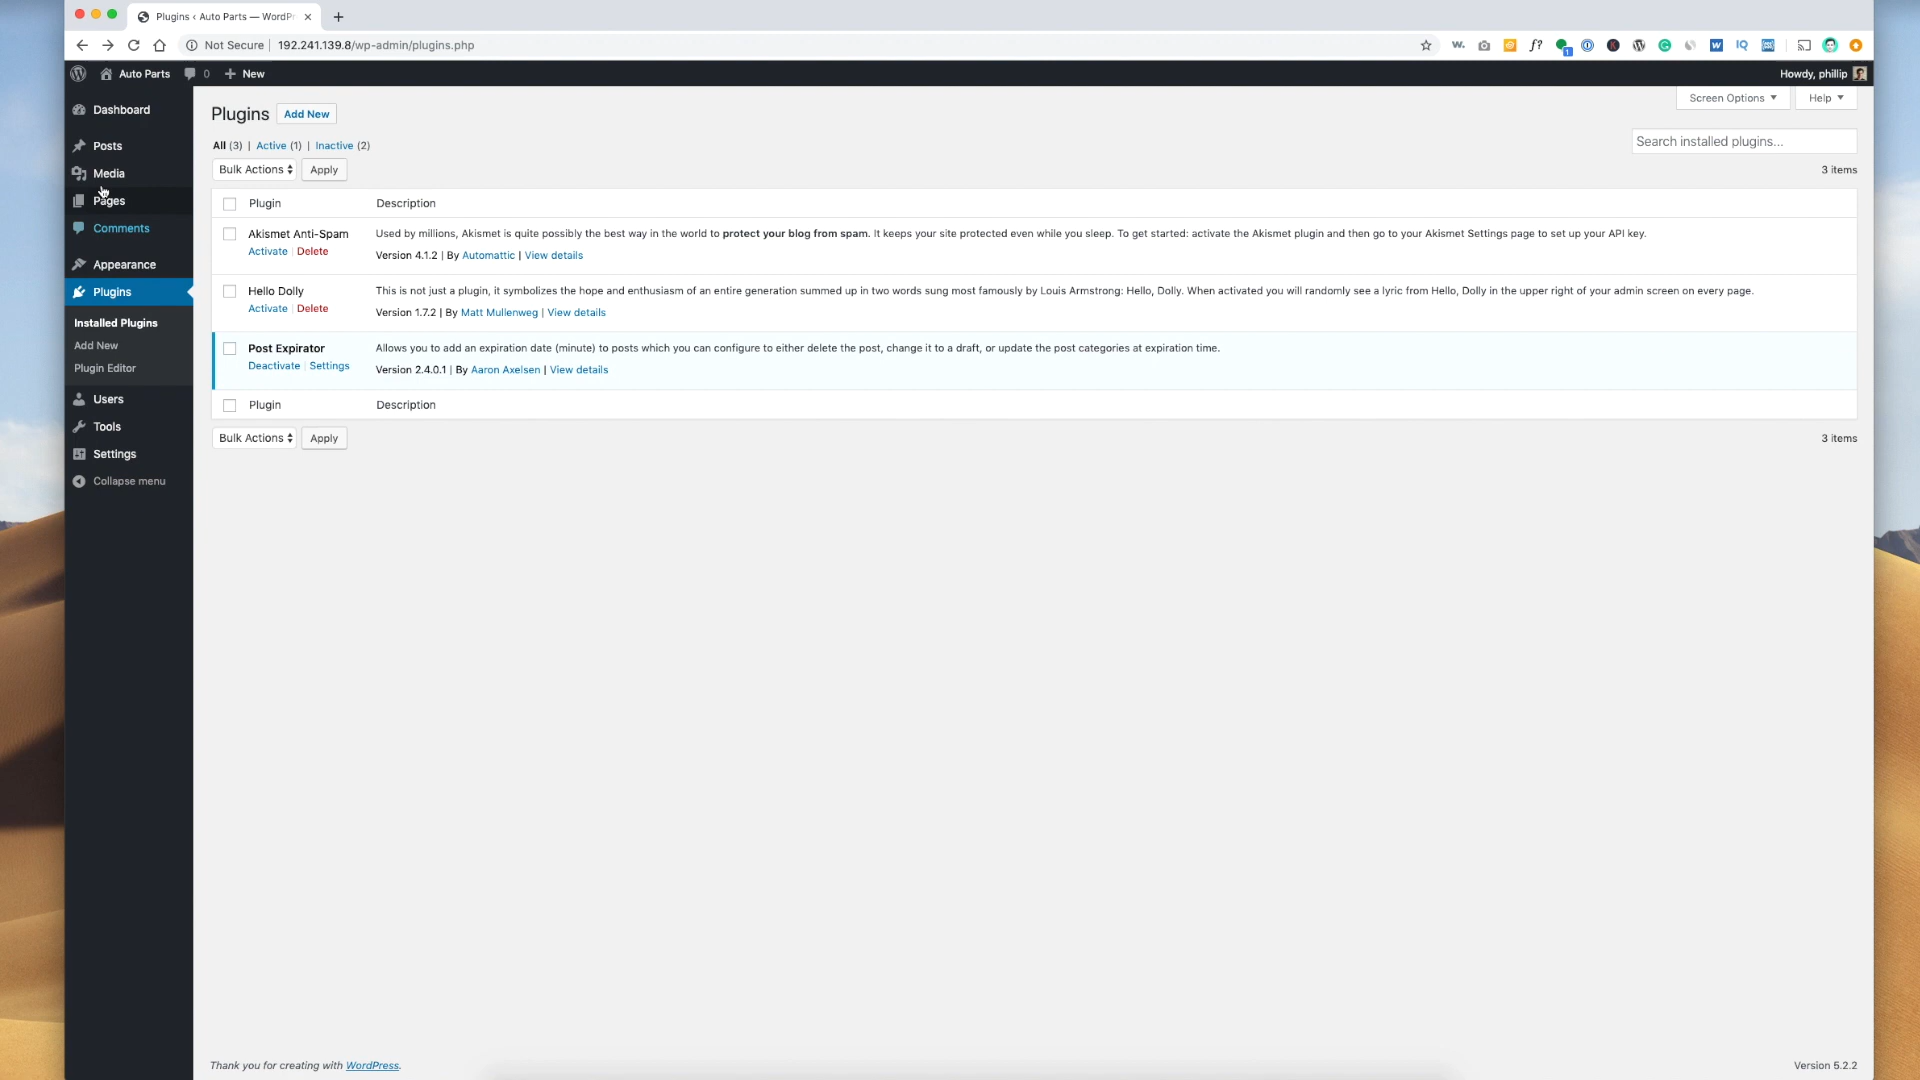 Plugins ‹ Auto Parts — WordPr
Not Secure | 192.241.139.8/wp-admin/plugins.php
Auto Parts 0 + New Howdy, phillip
Dashboard
Posts
Media
Pages
Comments
Appearance
Plugins
Installed Plugins
Add New
Plugin Editor
Users
Tools
Settings
Collapse menu
Screen Options Help
Plugins Add New
All (3) | Active (1) | Inactive (2)
Search installed plugins...
Bulk Actions Apply 3 items
Plugin Description
Akismet Anti-Spam Used by millions, Akismet is quite possibly the best way in the world to protect your blog from spam. It keeps your site protected even while you sleep. To get started: activate the Akismet plugin and then go to your Akismet Settings page to set up your API key.
Activate | Delete Version 4.1.2 | By Automattic | View details
Hello Dolly This is not just a plugin, it symbolizes the hope and enthusiasm of an entire generation summed up in two words sung most famously by Louis Armstrong: Hello, Dolly. When activated you will randomly see a lyric from Hello, Dolly in the upper right of your admin screen on every page.
Activate | Delete Version 1.7.2 | By Matt Mullenweg | View details
Post Expirator Allows you to add an expiration date (minute) to posts which you can configure to either delete the post, change it to a draft, or update the post categories at expiration time.
Deactivate | Settings Version 2.4.0.1 | By Aaron Axelsen | View details
Plugin Description
Bulk Actions Apply 3 items
Thank you for creating with WordPress. Version 5.2.2